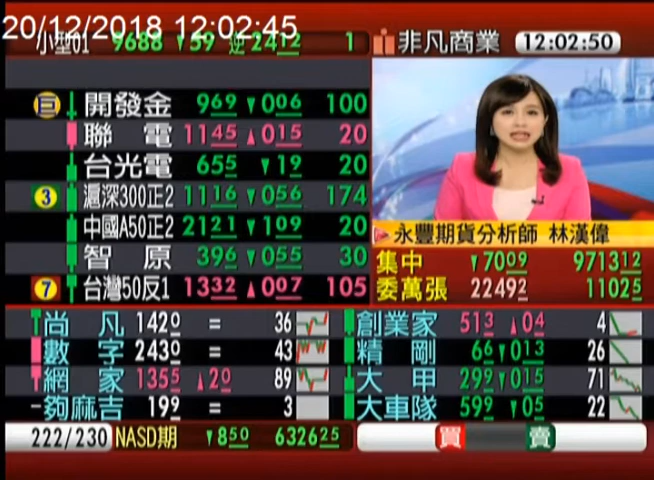 20/12/2018 12:02:45
小型01 9688 ▼59 逆2412 1
非凡商業 12:02:50
巨 開發金 969 ▼006 100
聯電 1145 ▲015 20
台光電 655 ▼19 20
3 滬深300正2 1116 ▼056 174
中國A50正2 2121 ▼109 20
智原 396 ▼055 30
7 台灣50反1 1332 ▲007 105
永豐期貨分析師 林漢偉
集中 ▼7009 971312
委萬張 22492 11025
尚凡 1420 = 36
創業家 513 ▲04 4
數字 2430 = 43
精剛 66 ▼013 26
網家 1355 ▲20 89
大甲 299 ▼015 71
夠麻吉 199 = 3
大車隊 599 ▼05 22
222/230 NASD期 ▼850 632625
買 賣